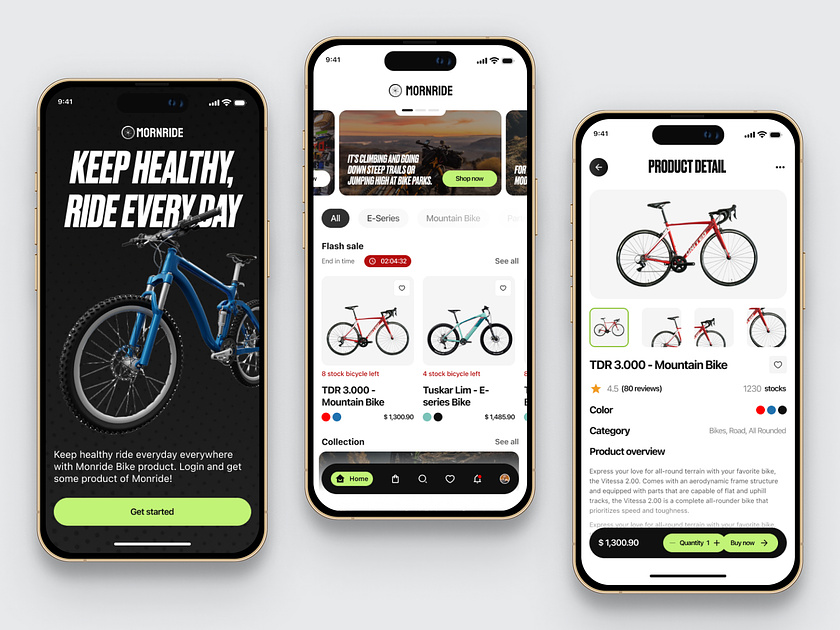 9:41
MORNRIDE
KEEP HEALTHY,
RIDE EVERYDAY
Keep healthy ride everyday everywhere
with Monride Bike product. Login and get
some product of Monride!
Get started
9:41
MORNRIDE
IT'S CLIMBING AND GOING
DOWN STEEP TRAILS OR
JUMPING HIGH AT BIKE PARKS.
Shop now
FOR
All
E-Series
Mountain Bike
Flash sale
End in time
02:04:32
See all
8 stock bicycle left
TDR 3.000 -
Mountain Bike
$ 1,300.90
4 stock bicycle left
Tuskar Lim - E-
series Bike
$ 1,485.90
8
Collection
See all
Home
9:41
PRODUCT DETAIL
TDR 3.000 - Mountain Bike
4.5 (80 reviews)
1230 stocks
Color
Category
Bikes, Road, All Rounded
Product overview
Express your love for all-round terrain with your favorite bike,
the Vitessa 2.00. Comes with an aerodynamic frame structure
and equipped with parts that are capable of flat and uphill
tracks, the Vitessa 2.00 is a complete all-rounder bike that
prioritizes speed and toughness.
Express your love for all-round terrain with your favorite bike,
$ 1,300.90
Quantity 1
Buy now